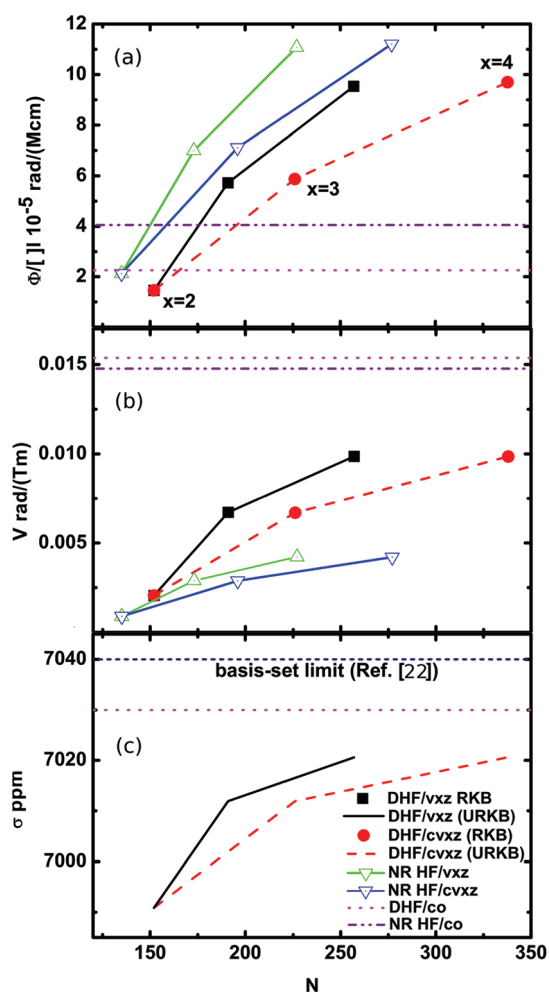 12
10
8
6
4
2
Φ/[ ]l 10-5 rad/(Mcm)
(a)
x=4
x=3
x=2
0.015
0.010
0.005
V rad/(Tm)
(b)
7040
7020
7000
σ ppm
basis-set limit (Ref. [22])
(c)
DHF/vxz RKB
DHF/vxz (URKB)
DHF/cvxz (RKB)
DHF/cvxz (URKB)
NR HF/vxz
NR HF/cvxz
DHF/co
NR HF/co
150 200 250 300 350
N